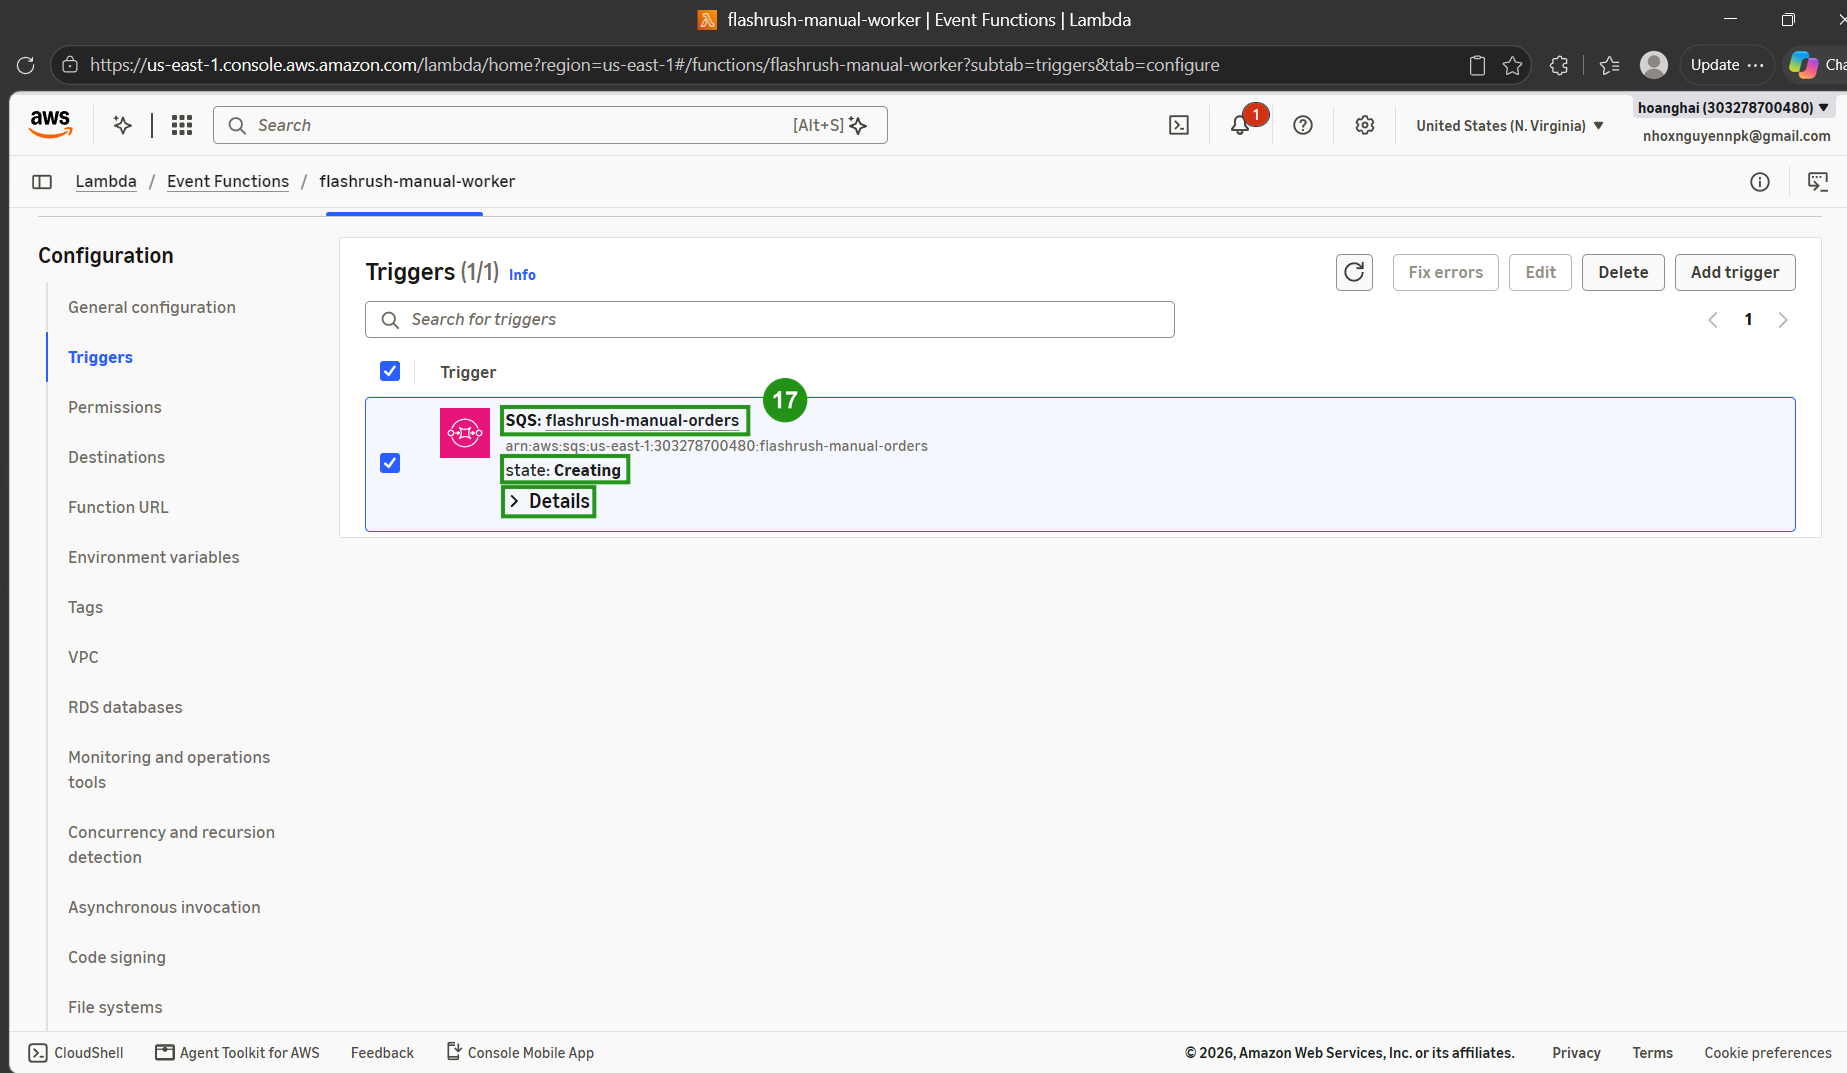 flashrush-manual-worker | Event Functions | Lambda
https://us-east-1.console.aws.amazon.com/lambda/home?region=us-east-1#/functions/flashrush-manual-worker?subtab=triggers&tab=configure
Update
Cha
aws
Search
[Alt+S]
1
United States (N. Virginia)
hoanghai (303278700480)
nhoxnguyennpk@gmail.com
Lambda / Event Functions / flashrush-manual-worker
Configuration
General configuration
Triggers
Permissions
Destinations
Function URL
Environment variables
Tags
VPC
RDS databases
Monitoring and operations
tools
Concurrency and recursion
detection
Asynchronous invocation
Code signing
File systems
Triggers (1/1) Info
Fix errors
Edit
Delete
Add trigger
Search for triggers
1
Trigger
17
SQS: flashrush-manual-orders
arn:aws:sqs:us-east-1:303278700480:flashrush-manual-orders
state: Creating
Details
CloudShell
Agent Toolkit for AWS
Feedback
Console Mobile App
© 2026, Amazon Web Services, Inc. or its affiliates.
Privacy
Terms
Cookie preferences